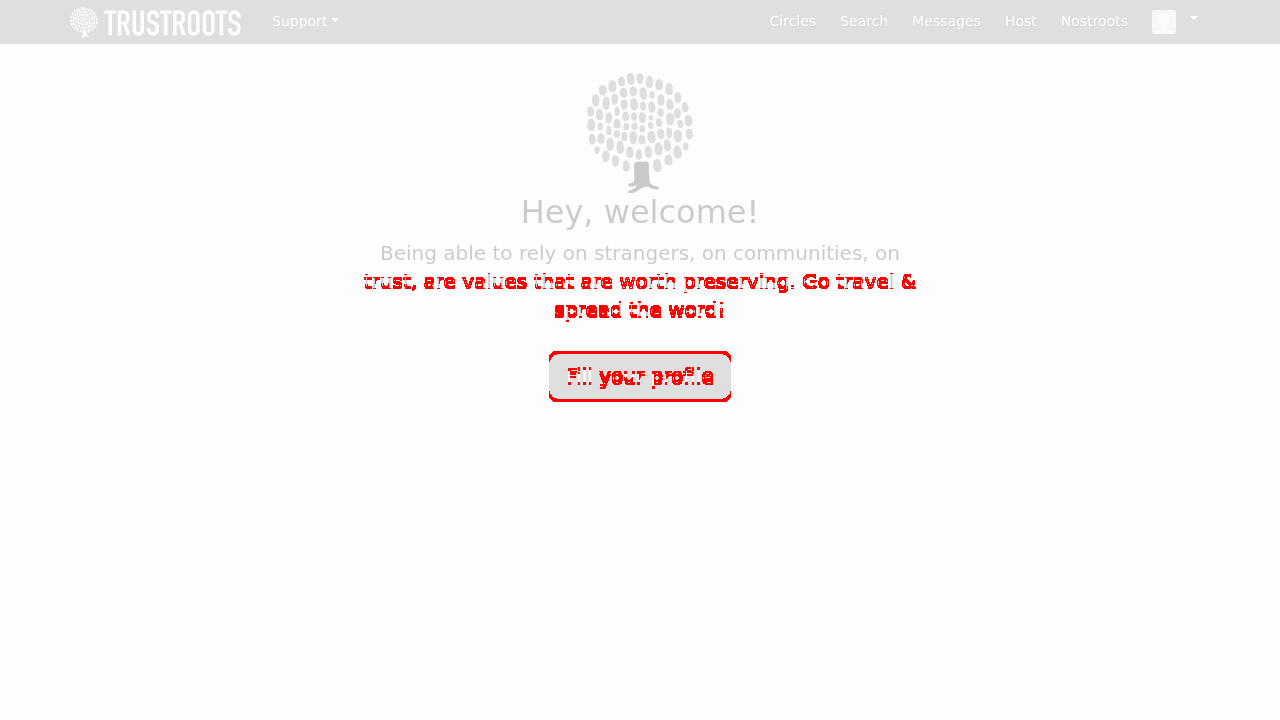 TRUSTROOTS Support Circles Search Messages Host Nostroots
Hey, welcome!
Being able to rely on strangers, on communities, on
trust, are values that are worth preserving. Go travel &
spread the word!
Fill your profile